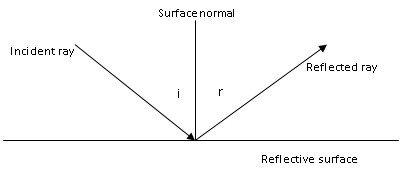 Surface normal
Incident ray
Reflected ray
i
r
Reflective surface